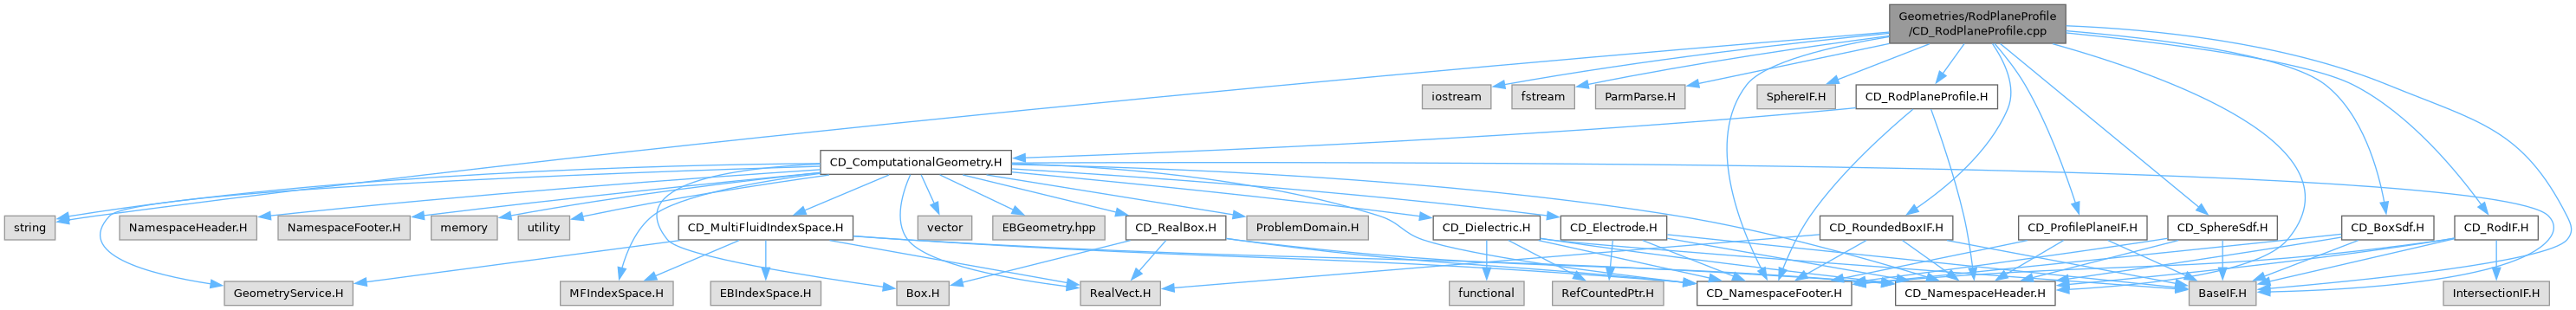 Geometries/RodPlaneProfile
/CD_RodPlaneProfile.cpp
iostream
fstream
ParmParse.H
SphereIF.H
CD_RodPlaneProfile.H
CD_ComputationalGeometry.H
string
NamespaceHeader.H
NamespaceFooter.H
memory
utility
CD_MultiFluidIndexSpace.H
vector
EBGeometry.hpp
CD_RealBox.H
ProblemDomain.H
CD_Dielectric.H
CD_Electrode.H
CD_RoundedBoxIF.H
CD_ProfilePlaneIF.H
CD_SphereSdf.H
CD_BoxSdf.H
CD_RodIF.H
GeometryService.H
MFIndexSpace.H
EBIndexSpace.H
Box.H
RealVect.H
functional
RefCountedPtr.H
CD_NamespaceFooter.H
CD_NamespaceHeader.H
BaseIF.H
IntersectionIF.H